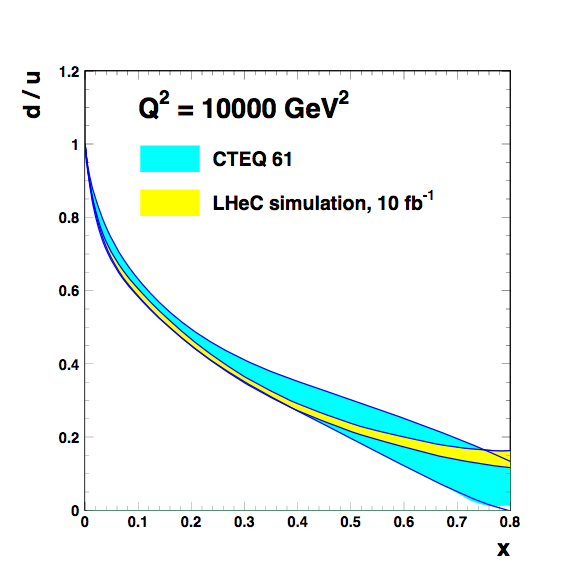 d / u
1.2
Q² = 10000 GeV²
1
CTEQ 61
LHeC simulation, 10 fb⁻¹
0.8
0.6
0.4
0.2
0
0 0.1 0.2 0.3 0.4 0.5 0.6 0.7 0.8
x